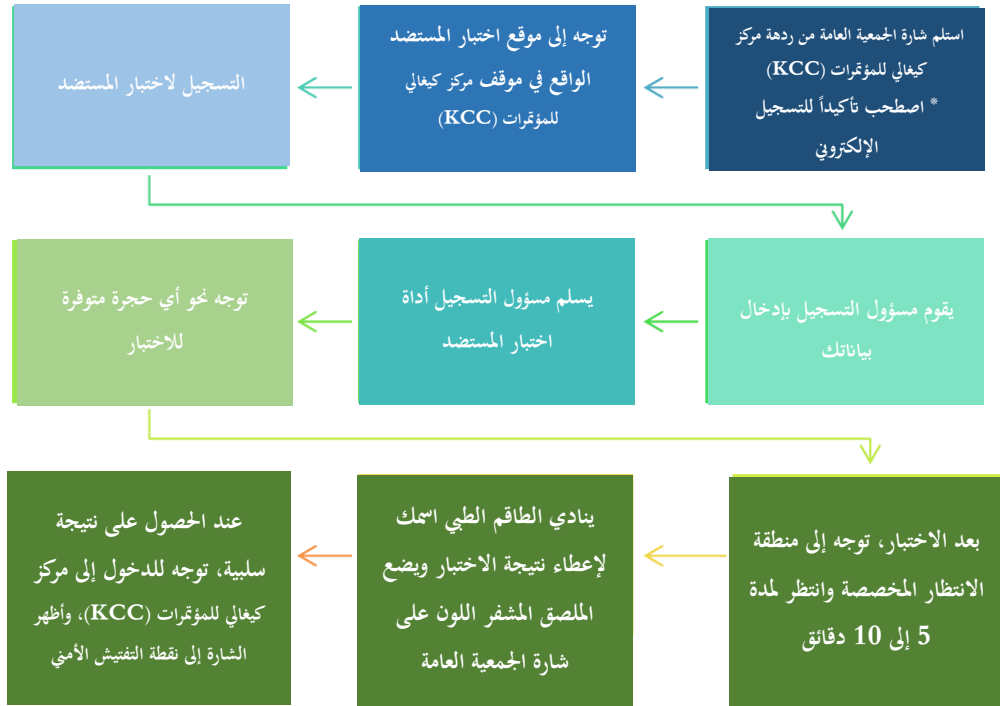 استلم شارة الجمعية العامة من ردهة مركز
كيغالي للمؤتمرات (KCC)
* اصطحب تأكيداً للتسجيل
الإلكتروني
توجه إلى موقع اختبار المستضد
الواقع في موقف مركز كيغالي
للمؤتمرات (KCC)
التسجيل لاختبار المستضد
يقوم مسؤول التسجيل بإدخال
بياناتك
يسلم مسؤول التسجيل أداة
اختبار المستضد
توجه نحو أي حجرة متوفرة
للاختبار
بعد الاختبار، توجه إلى منطقة
الانتظار المخصصة وانتظر لمدة
5 إلى 10 دقائق
ينادي الطاقم الطبي اسمك
لإعطاء نتيجة الاختبار ويضع
الملصق المشفر اللون على
شارة الجمعية العامة
عند الحصول على نتيجة
سلبية، توجه للدخول إلى مركز
كيغالي للمؤتمرات (KCC)، وأظهر
الشارة إلى نقطة التفتيش الأمني